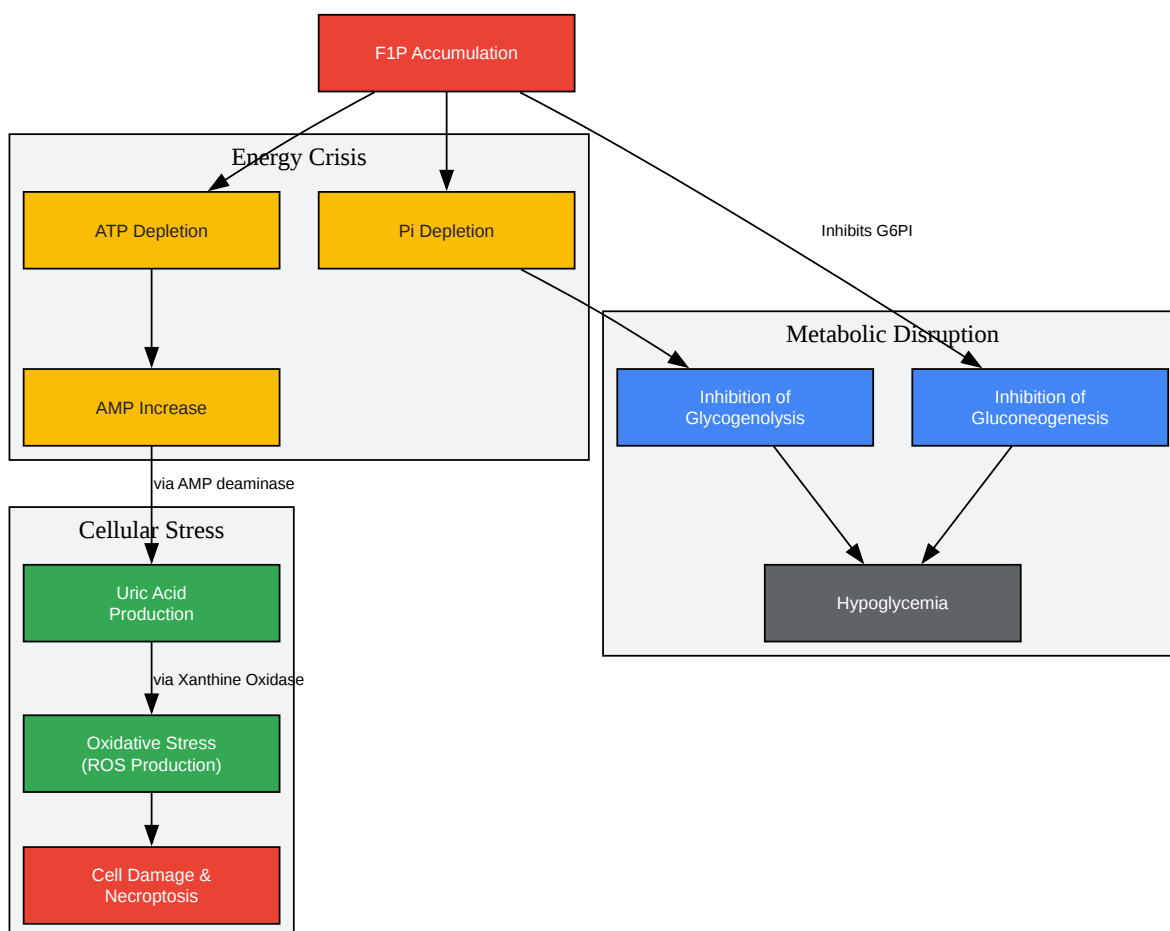 F1P Accumulation
Energy Crisis
ATP Depletion
Pi Depletion
Inhibits G6PI
Metabolic Disruption
AMP Increase
Inhibition of
Glycogenolysis
Inhibition of
Gluconeogenesis
via AMP deaminase
Cellular Stress
Uric Acid
Production
Hypoglycemia
via Xanthine Oxidase
Oxidative Stress
(ROS Production)
Cell Damage &
Necroptosis